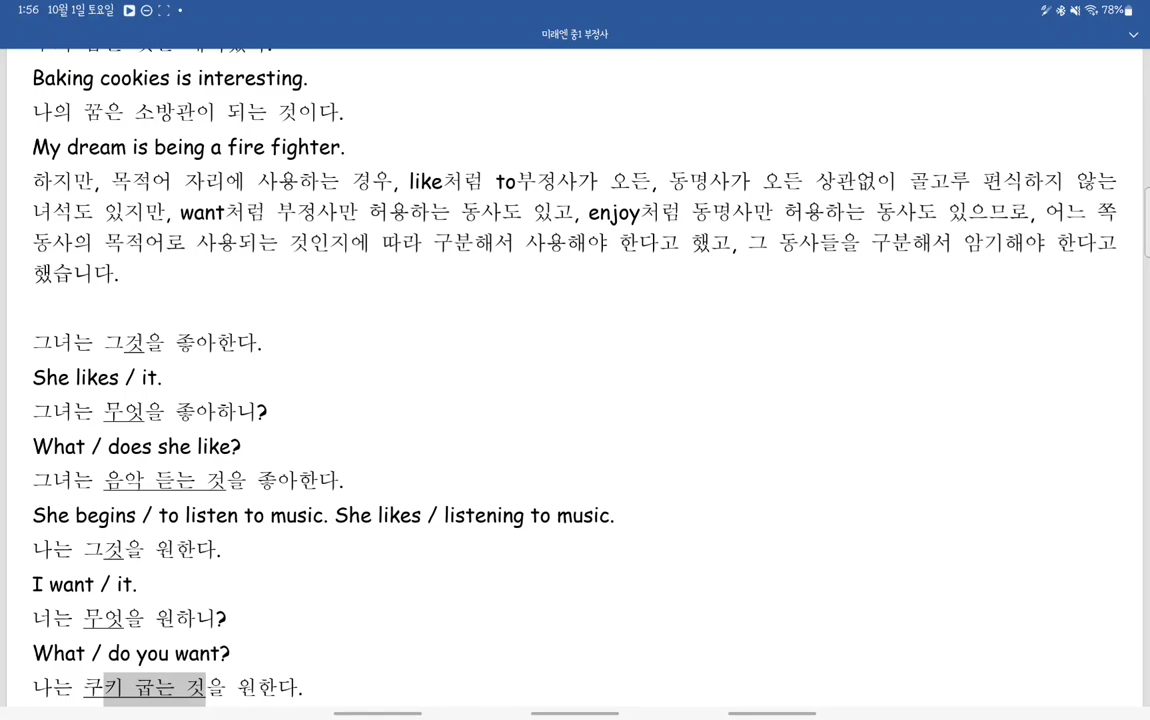 1:56 10월 1일 토요일
78%
미래엔 중1 부정사
Baking cookies is interesting.
나의 꿈은 소방관이 되는 것이다.
My dream is being a fire fighter.
하지만, 목적어 자리에 사용하는 경우, like처럼 to부정사가 오든, 동명사가 오든 상관없이 골고루 편식하지 않는
녀석도 있지만, want처럼 부정사만 허용하는 동사도 있고, enjoy처럼 동명사만 허용하는 동사도 있으므로, 어느 쪽
동사의 목적어로 사용되는 것인지에 따라 구분해서 사용해야 한다고 했고, 그 동사들을 구분해서 암기해야 한다고
했습니다.
그녀는 그것을 좋아한다.
She likes / it.
그녀는 무엇을 좋아하니?
What / does she like?
그녀는 음악 듣는 것을 좋아한다.
She begins / to listen to music. She likes / listening to music.
나는 그것을 원한다.
I want / it.
너는 무엇을 원하니?
What / do you want?
나는 쿠키 굽는 것을 원한다.